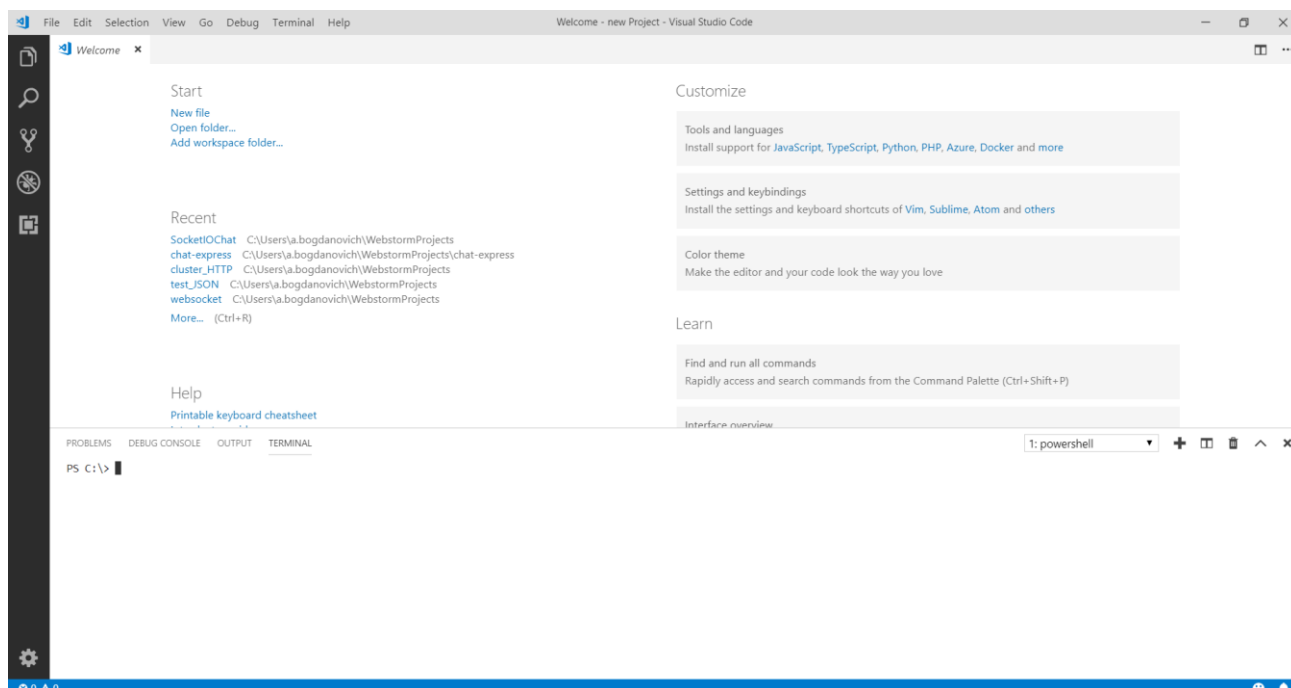 File Edit Selection View Go Debug Terminal Help Welcome - new Project - Visual Studio Code
Welcome
Start
New file
Open folder...
Add workspace folder...
Recent
SocketIOChat C:\Users\a.bogdanovich\WebstormProjects
chat-express C:\Users\a.bogdanovich\WebstormProjects\chat-express
cluster_HTTP C:\Users\a.bogdanovich\WebstormProjects
test_JSON C:\Users\a.bogdanovich\WebstormProjects
websocket C:\Users\a.bogdanovich\WebstormProjects
More... (Ctrl+R)
Help
Printable keyboard cheatsheet
Customize
Tools and languages
Install support for JavaScript, TypeScript, Python, PHP, Azure, Docker and more
Settings and keybindings
Install the settings and keyboard shortcuts of Vim, Sublime, Atom and others
Color theme
Make the editor and your code look the way you love
Learn
Find and run all commands
Rapidly access and search commands from the Command Palette (Ctrl+Shift+P)
Interface overview
PROBLEMS DEBUG CONSOLE OUTPUT TERMINAL 1: powershell
PS C:\>